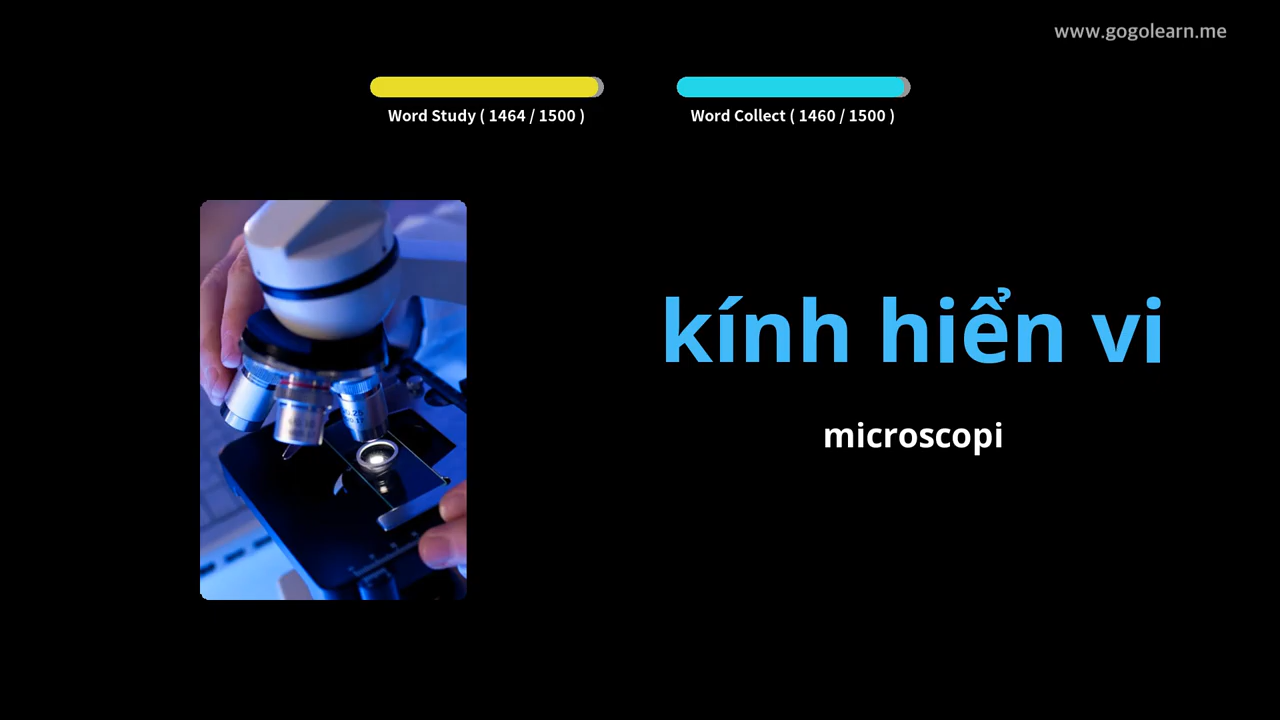 www.gogolearn.me
Word Study ( 1464 / 1500 )
Word Collect ( 1460 / 1500 )
kính hiển vi
microscopi